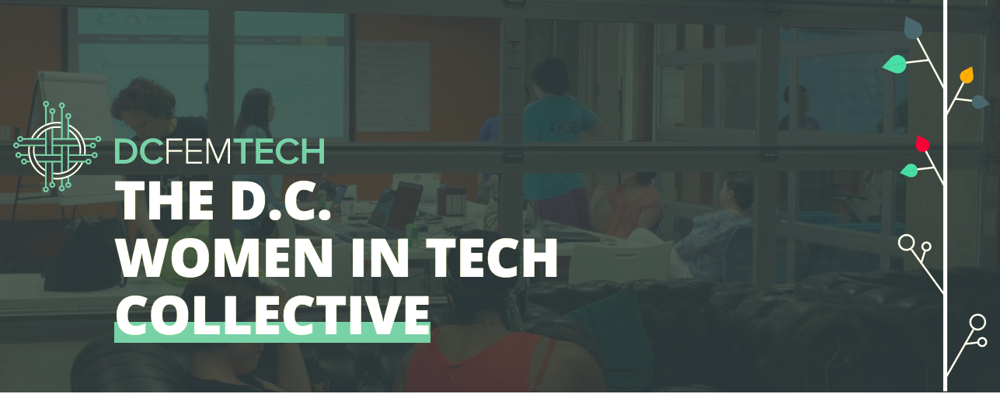 DCFEMTECH
THE D.C.
WOMEN IN TECH
COLLECTIVE